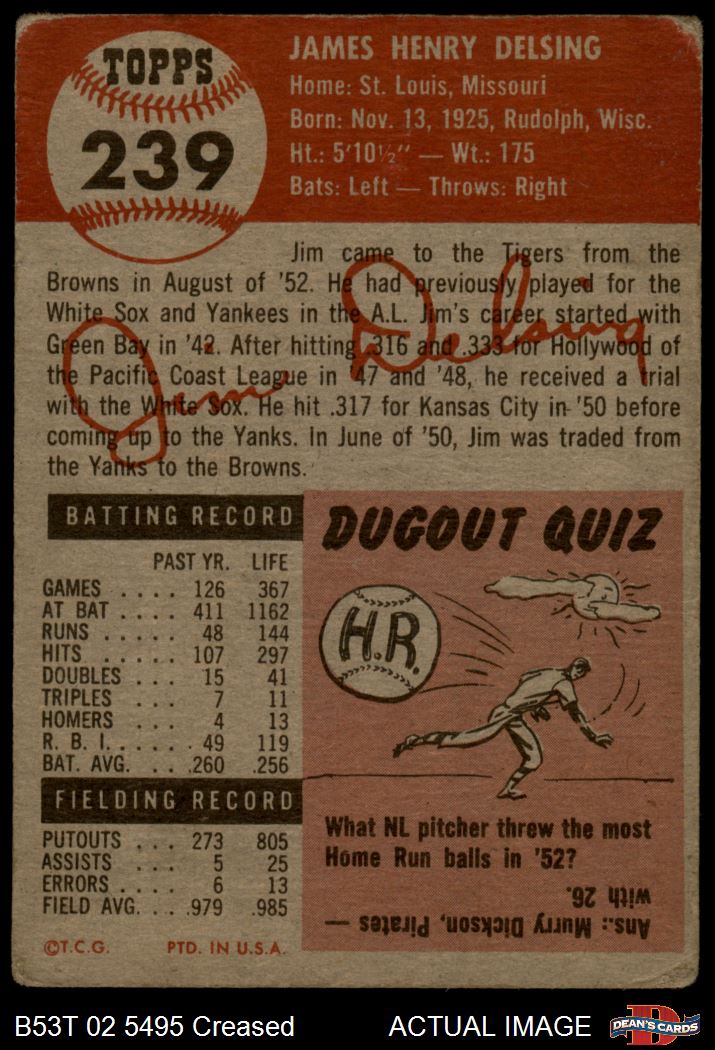 TOPPS
239
JAMES HENRY DELSING
Home: St. Louis, Missouri
Born: Nov. 13, 1925, Rudolph, Wisc.
Ht.: 5'10½" — Wt.: 175
Bats: Left — Throws: Right
Jim came to the Tigers from the
Browns in August of '52. He had previously played for the
White Sox and Yankees in the A.L. Jim's career started with
Green Bay in '42. After hitting .316 and .333 for Hollywood of
the Pacific Coast League in '47 and '48, he received a trial
with the White Sox. He hit .317 for Kansas City in '50 before
coming up to the Yanks. In June of '50, Jim was traded from
the Yanks to the Browns.
Jim Delsing
BATTING RECORD
PAST YR. LIFE
GAMES . . . . 126 367
AT BAT . . . . 411 1162
RUNS . . . . . 48 144
HITS . . . . . 107 297
DOUBLES . . . 15 41
TRIPLES . . . 7 11
HOMERS . . . 4 13
R. B. I. . . . . . . 49 119
BAT. AVG. . . . .260 .256
FIELDING RECORD
PUTOUTS . . . 273 805
ASSISTS . . . 5 25
ERRORS . . . . 6 13
FIELD AVG. . . .979 .985
©T.C.G. PTD. IN U.S.A.
DUGOUT QUIZ
H.R.
What NL pitcher threw the most
Home Run balls in '52?
Ans.: Murry Dickson, Pirates —
with 26.
B53T 02 5495 Creased ACTUAL IMAGE
D
DEAN'S CARDS